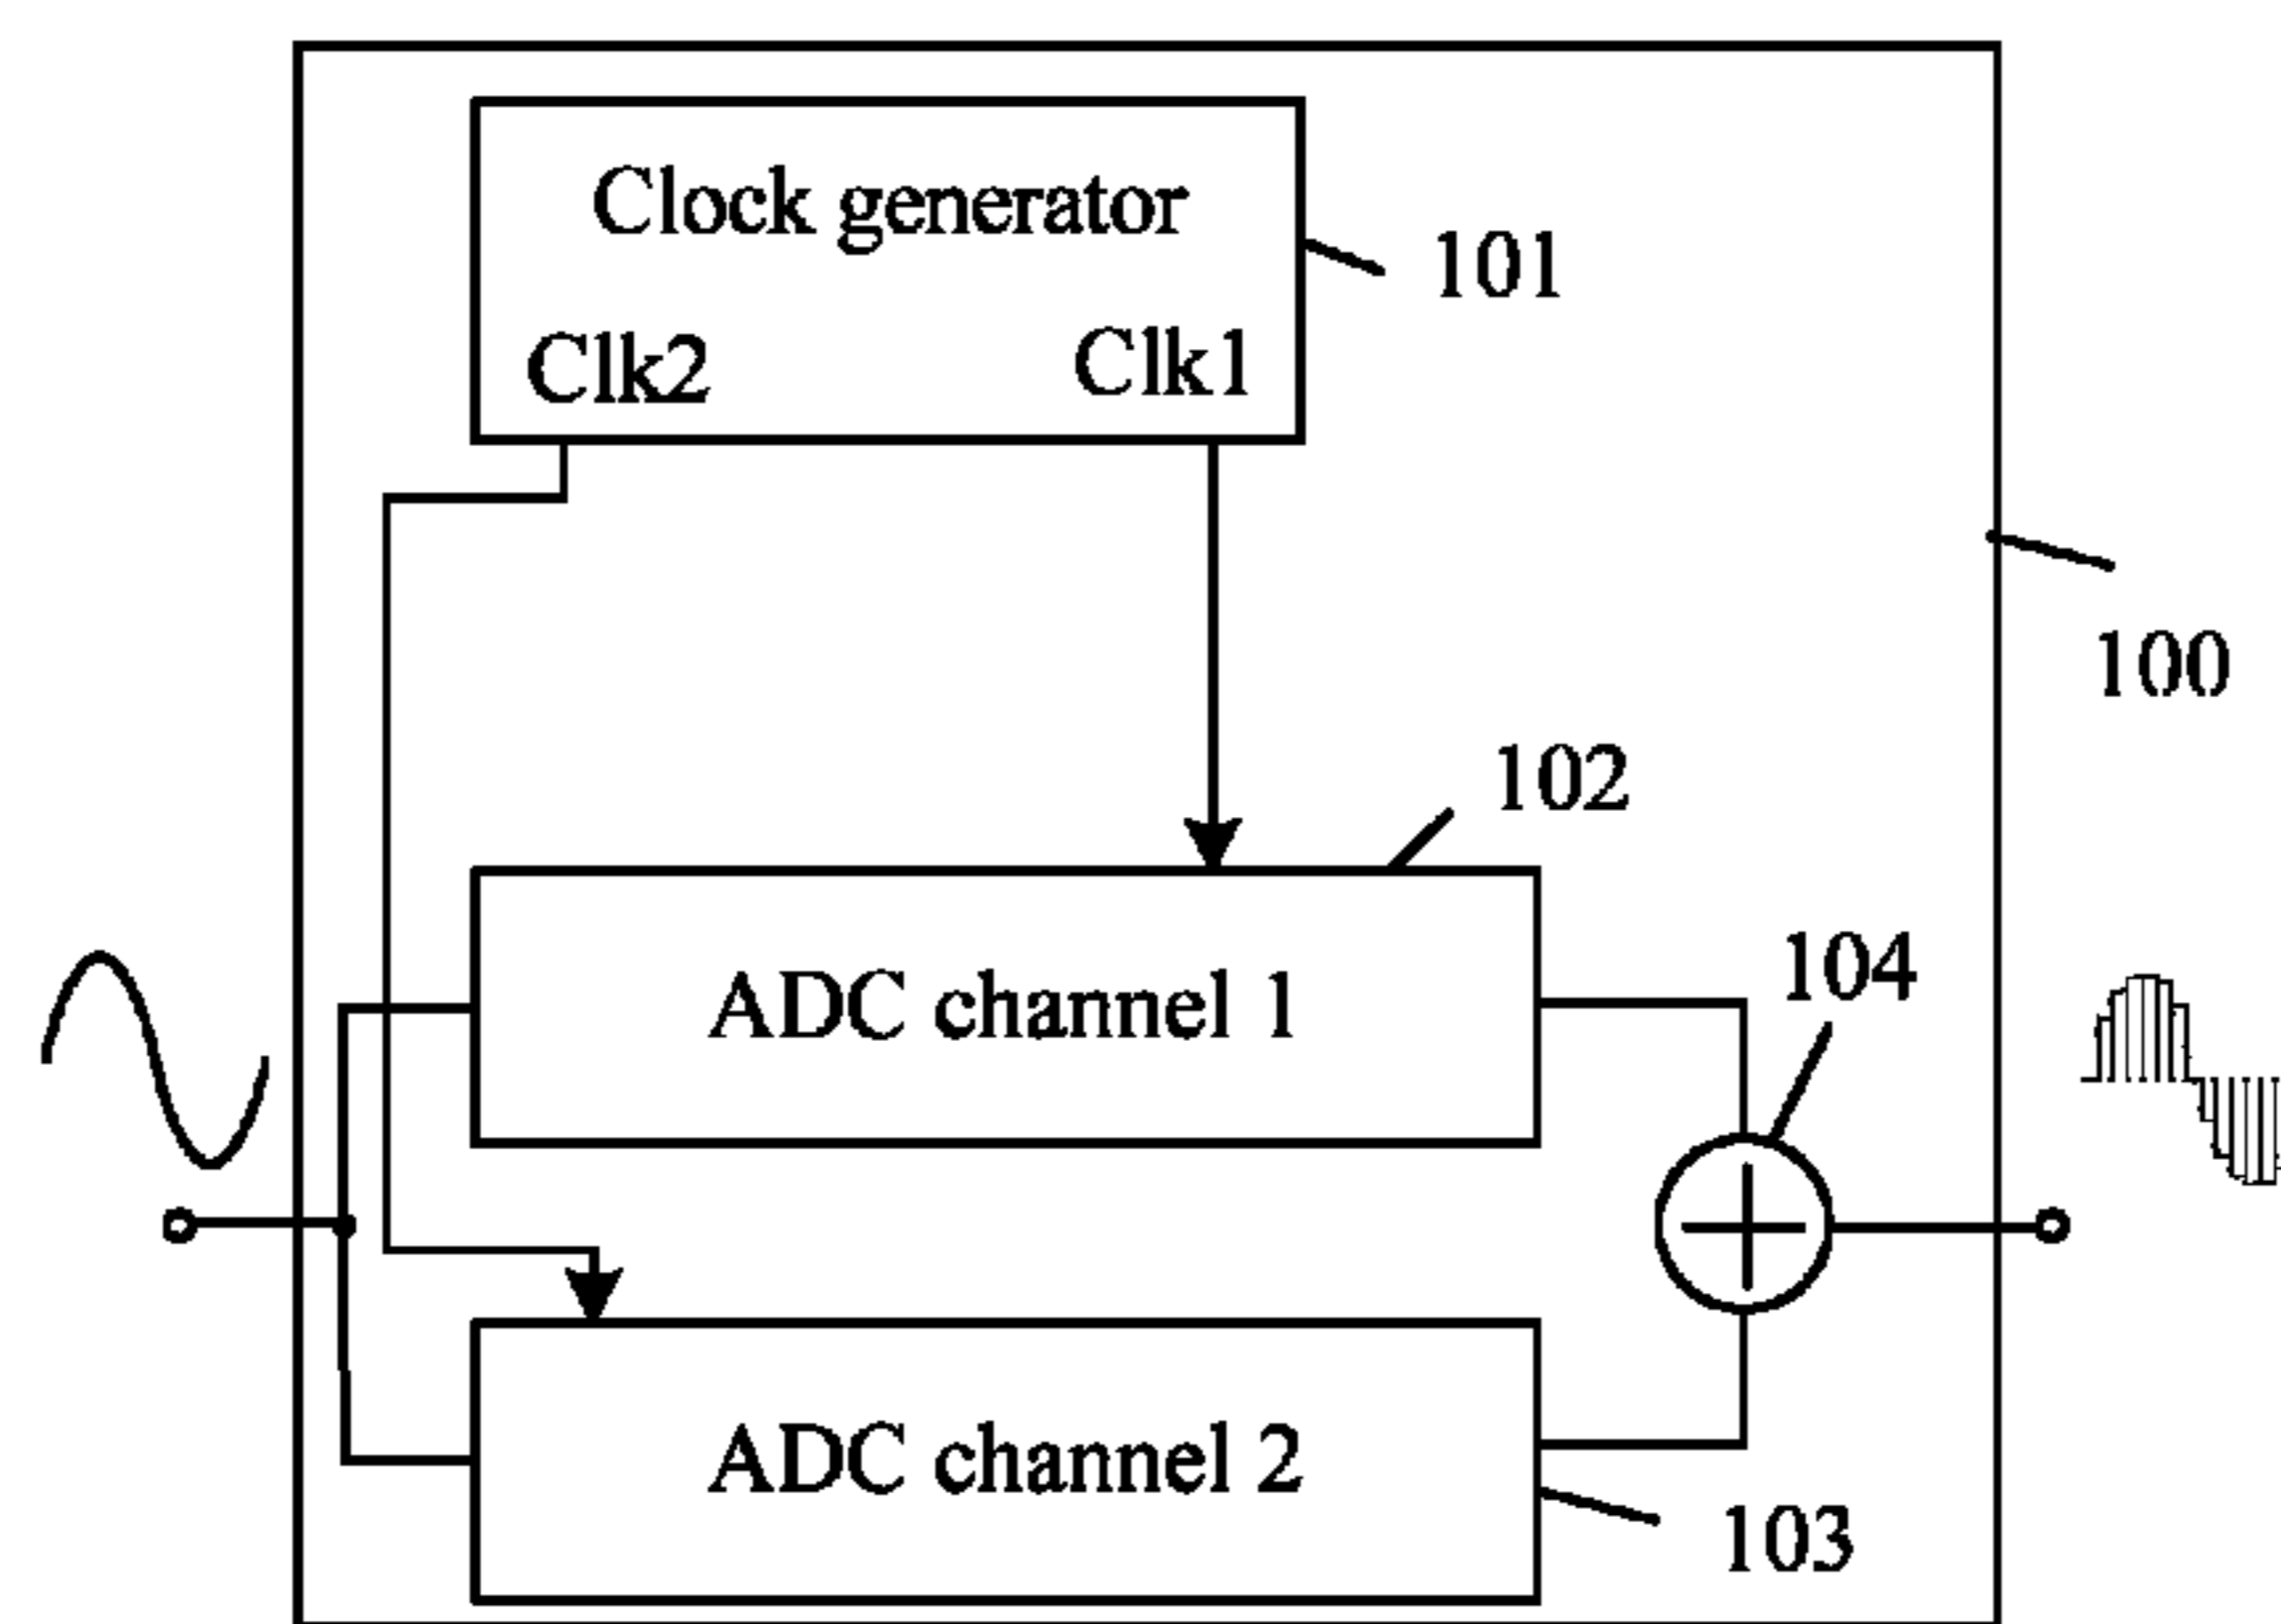 Clock generator
101
Clk2 Clk1
100
102
104
ADC channel 1
ADC channel 2
103